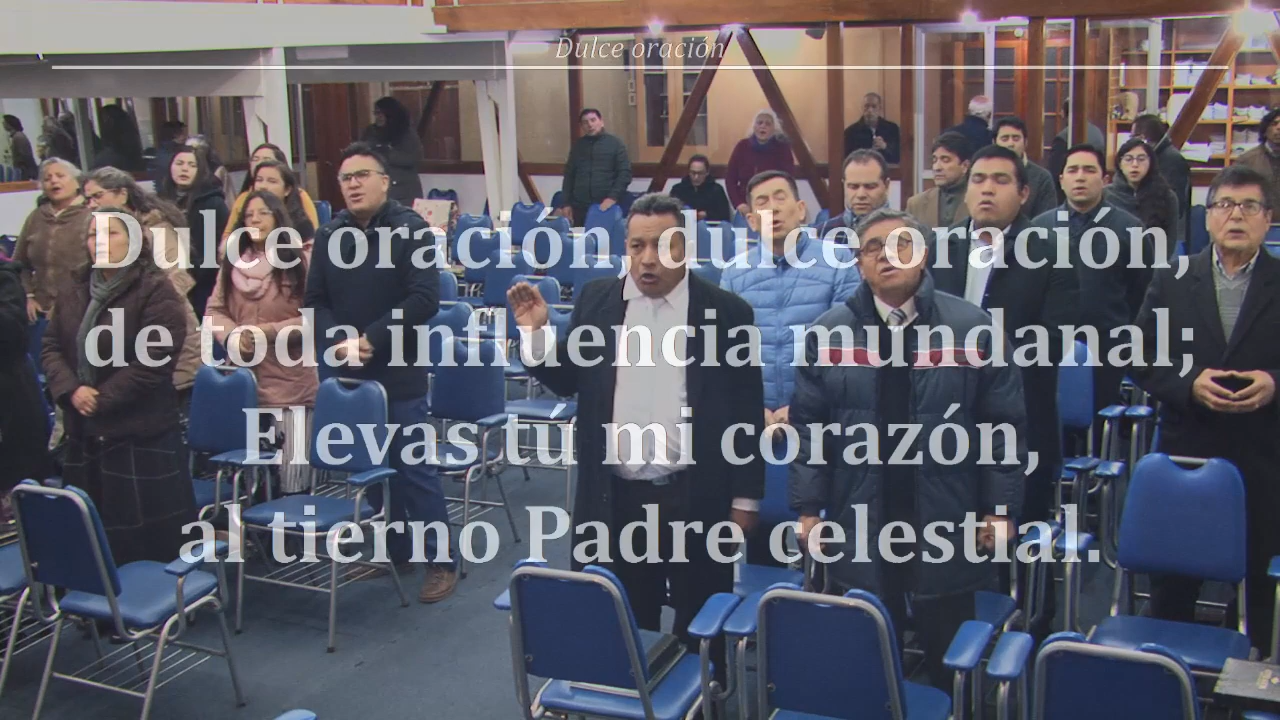 Dulce oración
Dulce oración, dulce oración,
de toda influencia mundanal;
Elevas tú mi corazón,
al tierno Padre celestial.